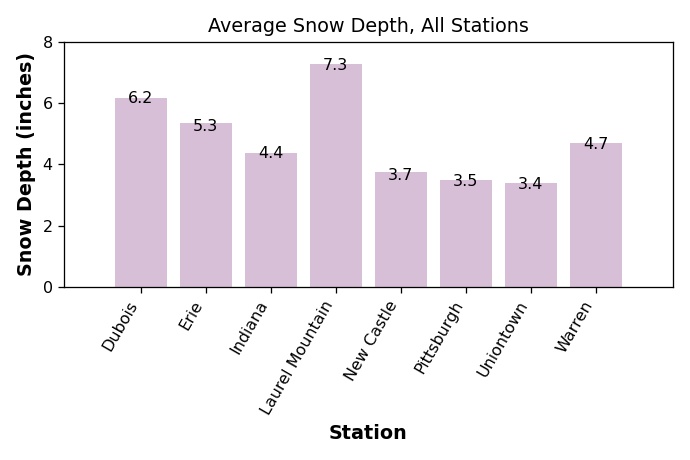 Average Snow Depth, All Stations
Snow Depth (inches)
8
6
4
2
0
6.2
5.3
4.4
7.3
3.7
3.5
3.4
4.7
Dubois
Erie
Indiana
Laurel Mountain
New Castle
Pittsburgh
Uniontown
Warren
Station